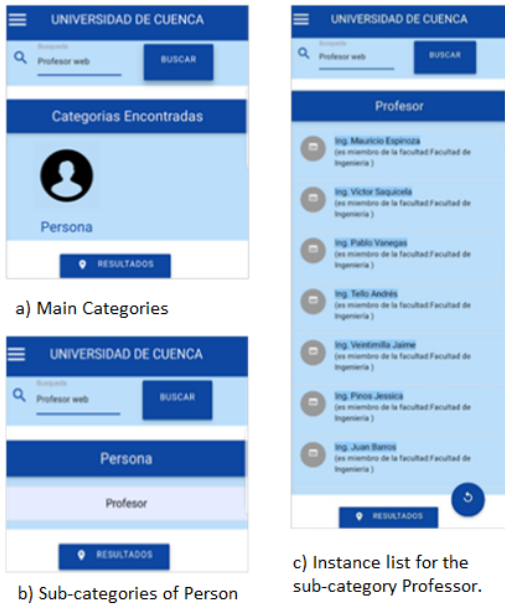 UNIVERSIDAD DE CUENCA
Busqueda
Profesor web
BUSCAR
Categorias Encontradas
Persona
RESULTADOS
a) Main Categories
UNIVERSIDAD DE CUENCA
Busqueda
Profesor web
BUSCAR
Persona
Profesor
RESULTADOS
b) Sub-categories of Person
UNIVERSIDAD DE CUENCA
Busqueda
Profesor web
BUSCAR
Profesor
Ing. Mauricio Espinoza
(es miembro de la facultad:Facultad de
Ingeniería )
Ing. Víctor Saquicela
(es miembro de la facultad:Facultad de
Ingeniería )
Ing. Pablo Vanegas
(es miembro de la facultad:Facultad de
Ingeniería )
Ing. Tello Andrés
(es miembro de la facultad:Facultad de
Ingeniería )
Ing. Veintimilla Jaime
(es miembro de la facultad:Facultad de
Ingeniería )
Ing. Pinos Jessica
(es miembro de la facultad:Facultad de
Ingeniería )
Ing. Juan Barros
(es miembro de la facultad:Facultad de
Ingeniería )
RESULTADOS
c) Instance list for the
sub-category Professor.